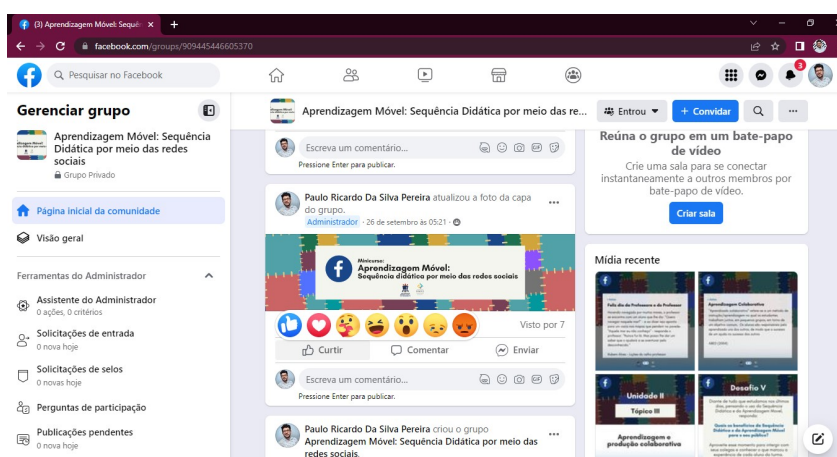 (3) Aprendizagem Móvel: Sequê
facebook.com/groups/909445446605370
Pesquisar no Facebook
3
Gerenciar grupo
Aprendizagem Móvel: Sequência
Didática por meio das redes
sociais
Grupo Privado
Página inicial da comunidade
Visão geral
Ferramentas do Administrador
Assistente do Administrador
0 ações, 0 critérios
Solicitações de entrada
0 nova hoje
Solicitações de selos
0 novas hoje
Perguntas de participação
Publicações pendentes
0 nova hoje
Aprendizagem Móvel: Sequência Didática por meio das re...
Entrou
+ Convidar
Escreva um comentário...
Pressione Enter para publicar.
Paulo Ricardo Da Silva Pereira atualizou a foto da capa
do grupo.
Administrador · 26 de setembro às 05:21
Minicurso:
Aprendizagem Móvel:
Sequência didática por meio das redes sociais
Visto por 7
Curtir
Comentar
Enviar
Escreva um comentário...
Pressione Enter para publicar.
Paulo Ricardo Da Silva Pereira criou o grupo
Aprendizagem Móvel: Sequência Didática por meio das
redes sociais.
Reúna o grupo em um bate-papo
de vídeo
Crie uma sala para se conectar
instantaneamente a outros membros por
bate-papo de vídeo.
Criar sala
Mídia recente
Feliz dia da Professora e do Professor
Aprendizagem Colaborativa
Unidade II
Tópico III
Aprendizagem e
produção colaborativa
Desafio V